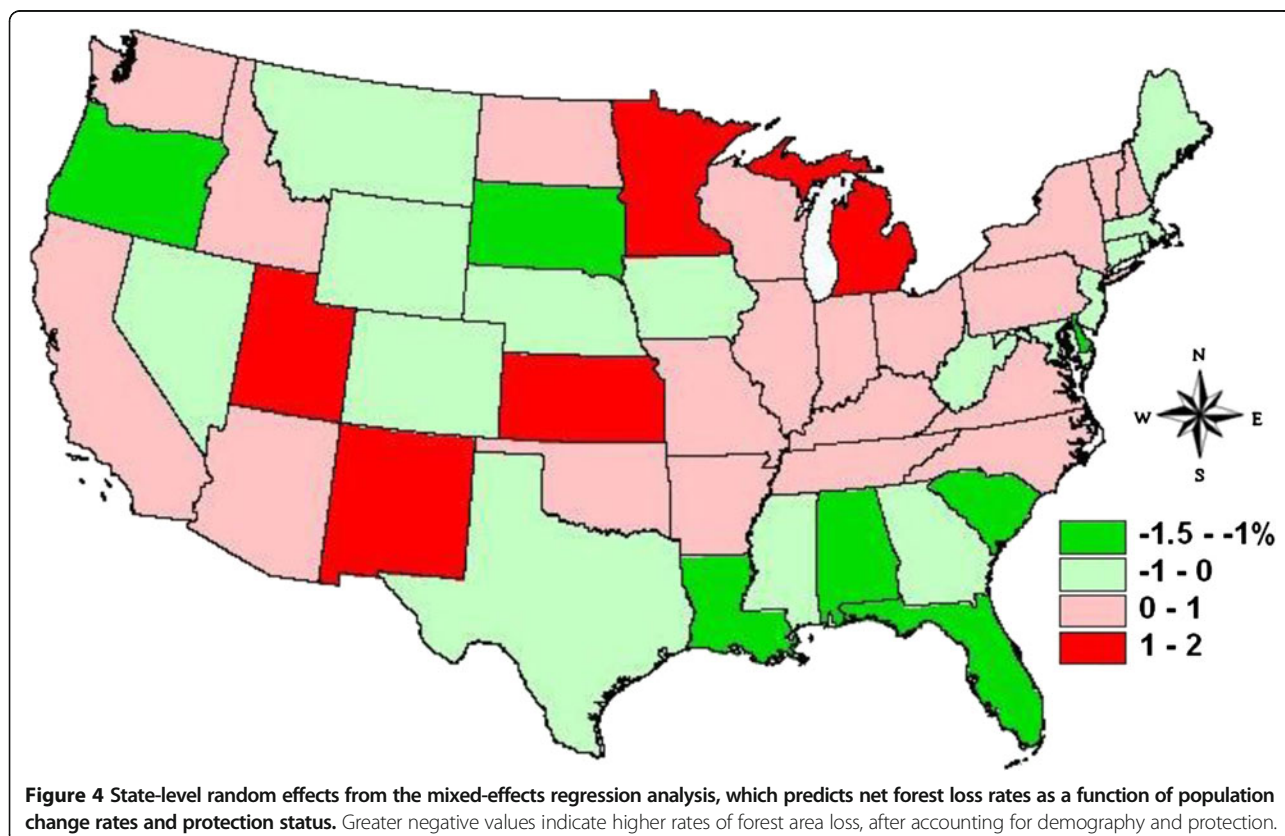 N
W E
S
-1.5 - -1%
-1 - 0
0 - 1
1 - 2
Figure 4 State-level random effects from the mixed-effects regression analysis, which predicts net forest loss rates as a function of population
change rates and protection status. Greater negative values indicate higher rates of forest area loss, after accounting for demography and protection.